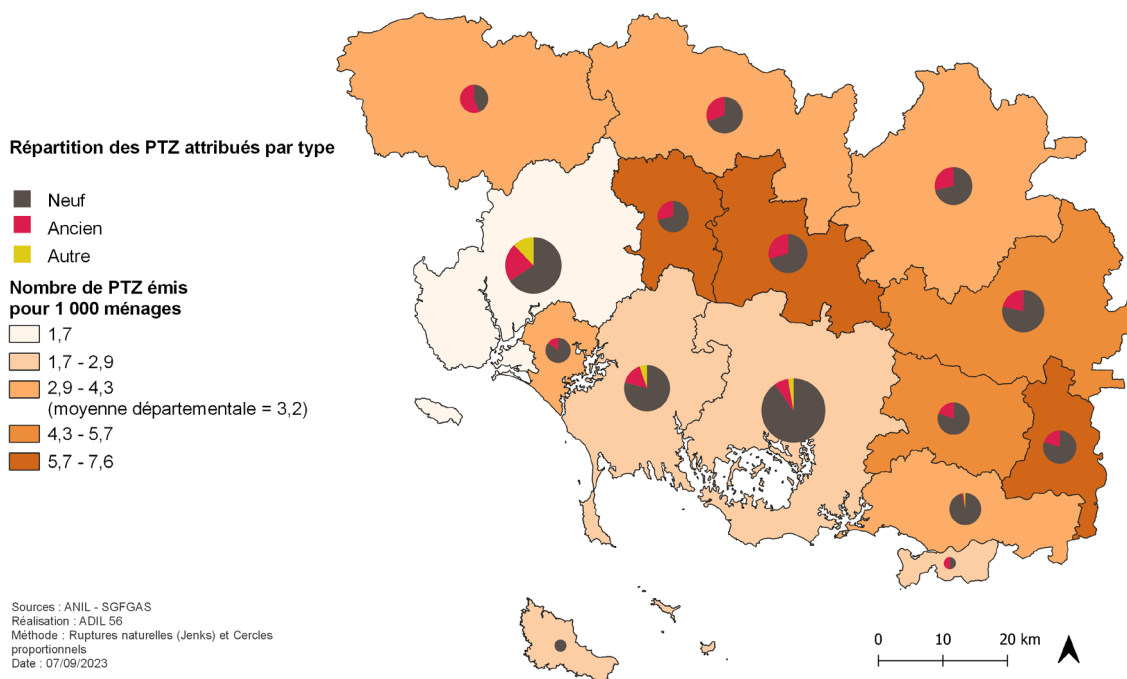 Répartition des PTZ attribués par type
Neuf
Ancien
Autre
Nombre de PTZ émis
pour 1 000 ménages
1,7
1,7 - 2,9
2,9 - 4,3
(moyenne départementale = 3,2)
4,3 - 5,7
5,7 - 7,6
Sources : ANIL - SGFGAS
Réalisation : ADIL 56
Méthode : Ruptures naturelles (Jenks) et Cercles
proportionnels
Date : 07/09/2023
0 10 20 km